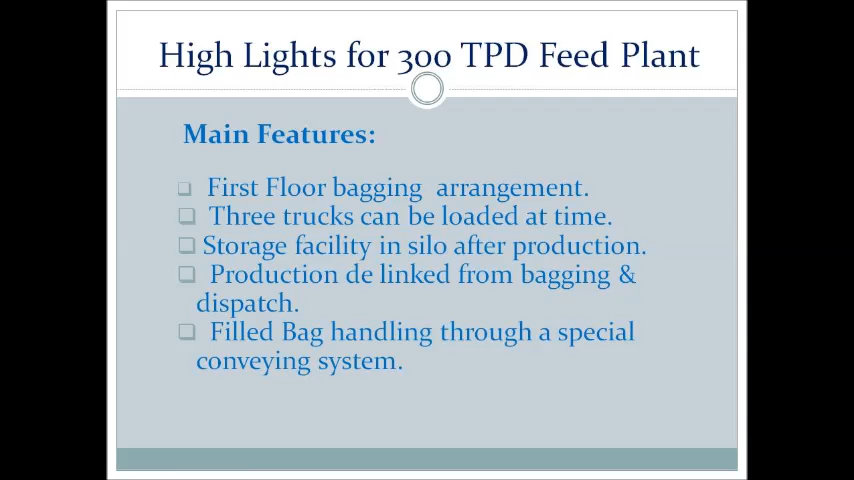 High Lights for 300 TPD Feed Plant
Main Features:
First Floor bagging arrangement.
Three trucks can be loaded at time.
Storage facility in silo after production.
Production de linked from bagging &
dispatch.
Filled Bag handling through a special
conveying system.